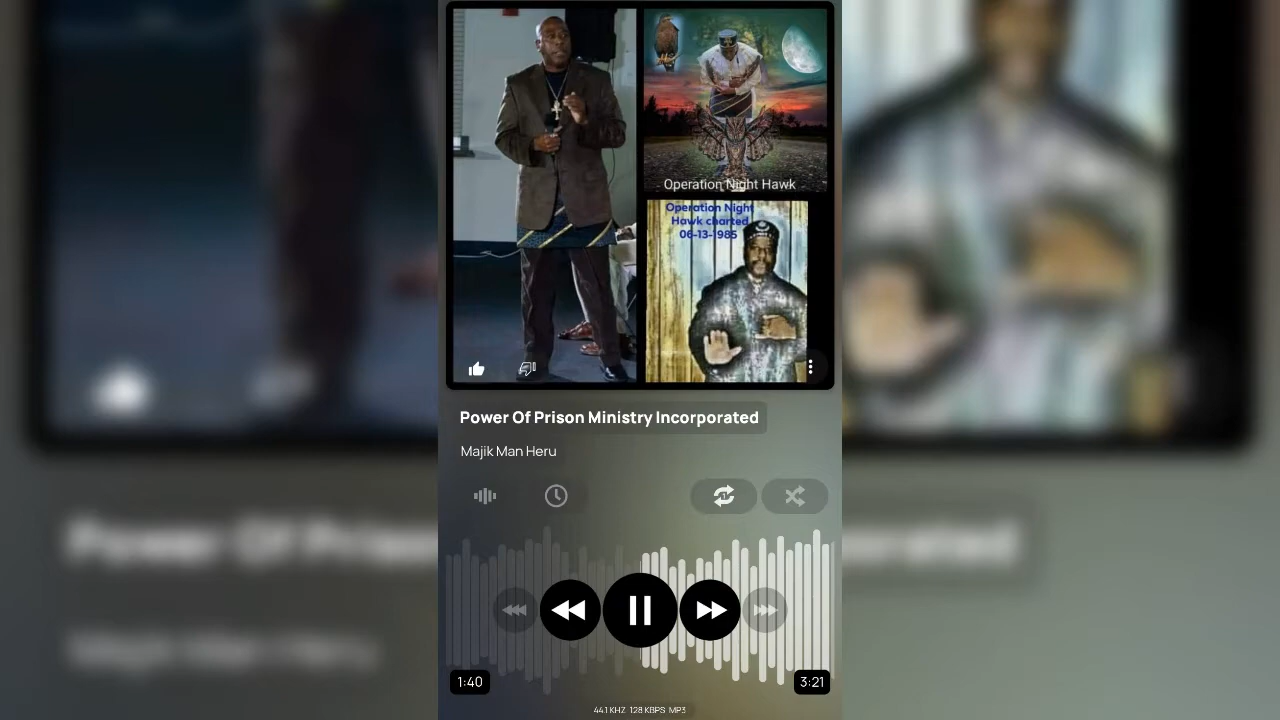 Operation Night Hawk
Operation Night
Hawk charted
06-13-1985
Power Of Prison Ministry Incorporated
Majik Man Heru
1:40
3:21
44.1 KHZ 128 KBPS MP3